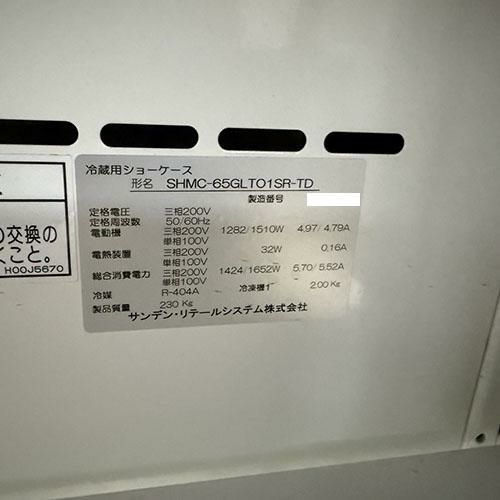 冷蔵用ショーケース
形名 SHMC-65GLTO1SR-TD
製造番号
定格電圧 三相200V
定格周波数 50/60Hz
電動機 三相200V 1282/1510W 4.97/4.79A
単相100V
電熱装置 三相200V 32W 0.16A
単相100V
総合消費電力 三相200V 1424/1652W 5.70/5.52A
単相100V
冷媒 R-404A 冷凍機1 2.00Kg
製品質量 230Kg
サンデン・リテールシステム株式会社
の交換の
くこと。
H00J5670